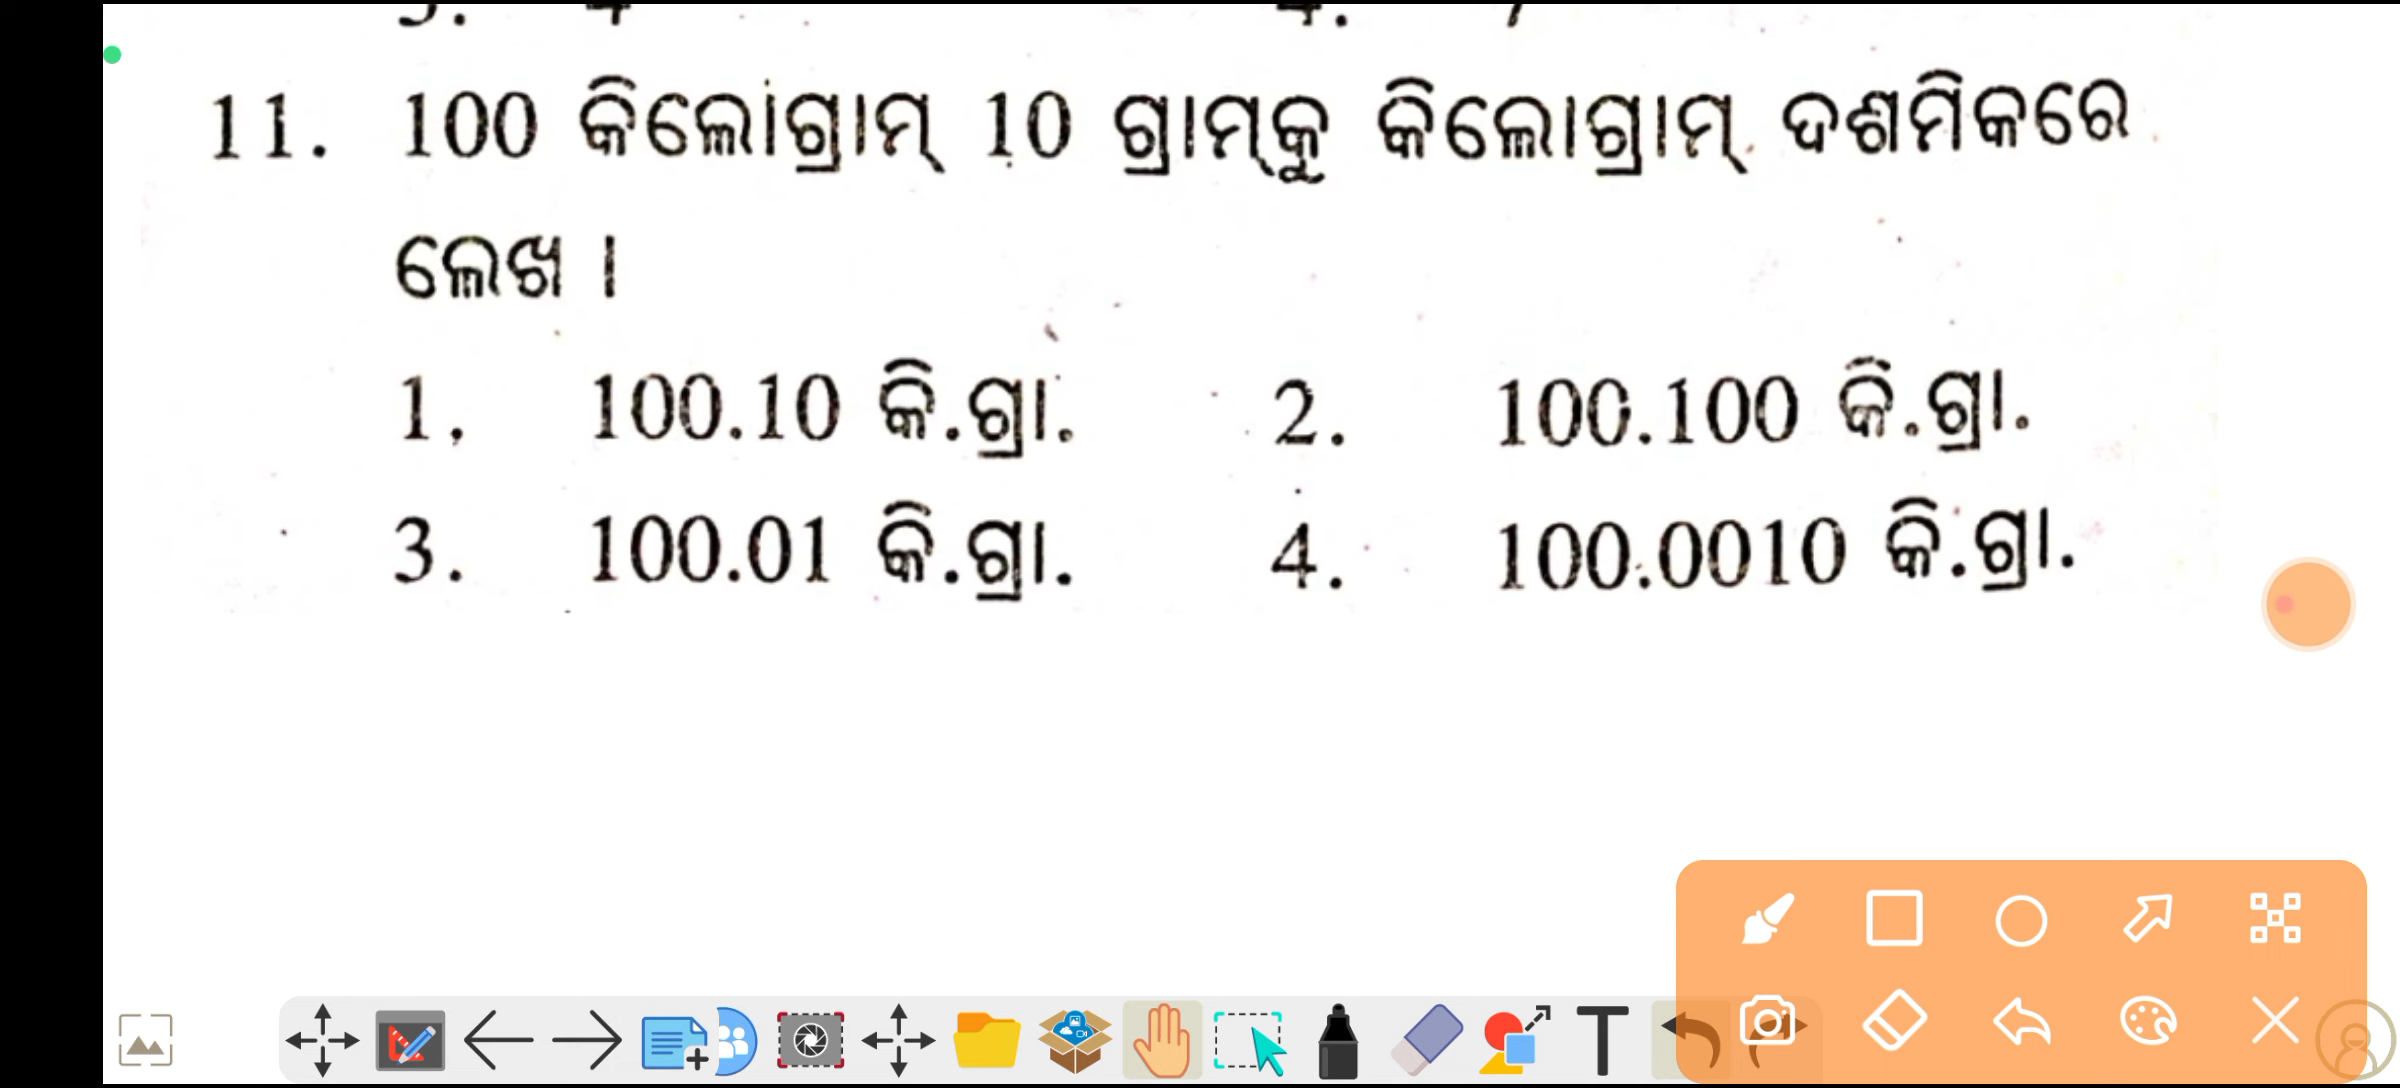 11. 100 କିଲୋଗ୍ରାମ୍ 10 ଗ୍ରାମ୍‌କୁ କିଲୋଗ୍ରାମ୍ ଦଶମିକରେ
ଲେଖ ।
1. 100.10 କି.ଗ୍ରା. 2. 100.100 କି.ଗ୍ରା.
3. 100.01 କି.ଗ୍ରା. 4. 100.0010 କି.ଗ୍ରା.